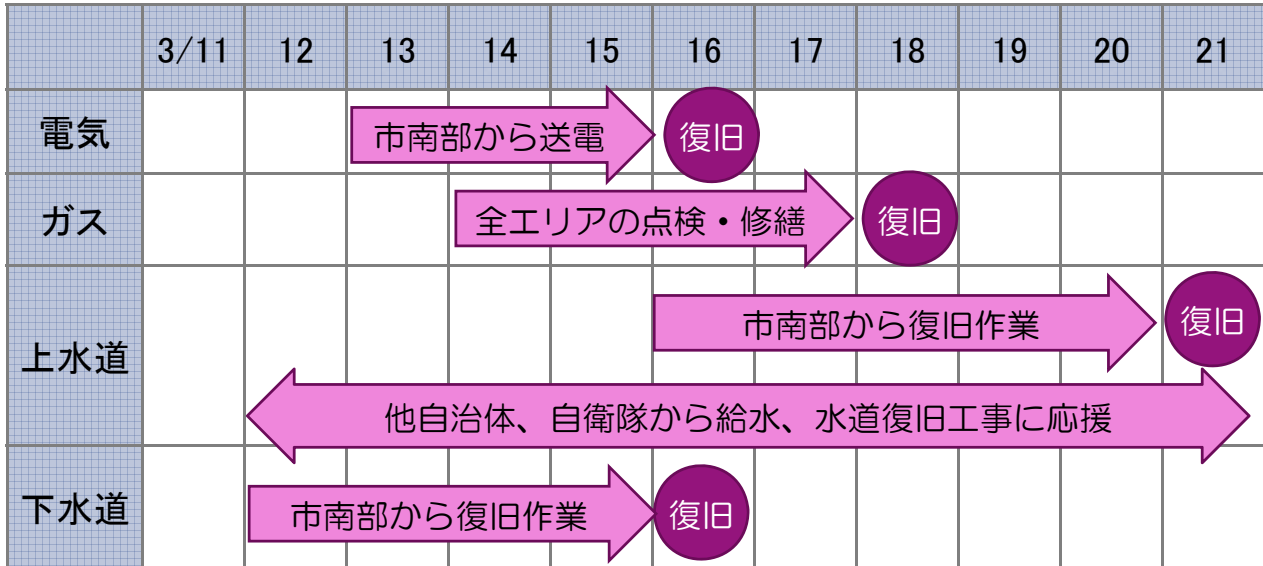 3/11 12 13 14 15 16 17 18 19 20 21
電気 市南部から送電 復旧
ガス 全エリアの点検・修繕 復旧
上水道 市南部から復旧作業 復旧
他自治体、自衛隊から給水、水道復旧工事に応援
下水道 市南部から復旧作業 復旧